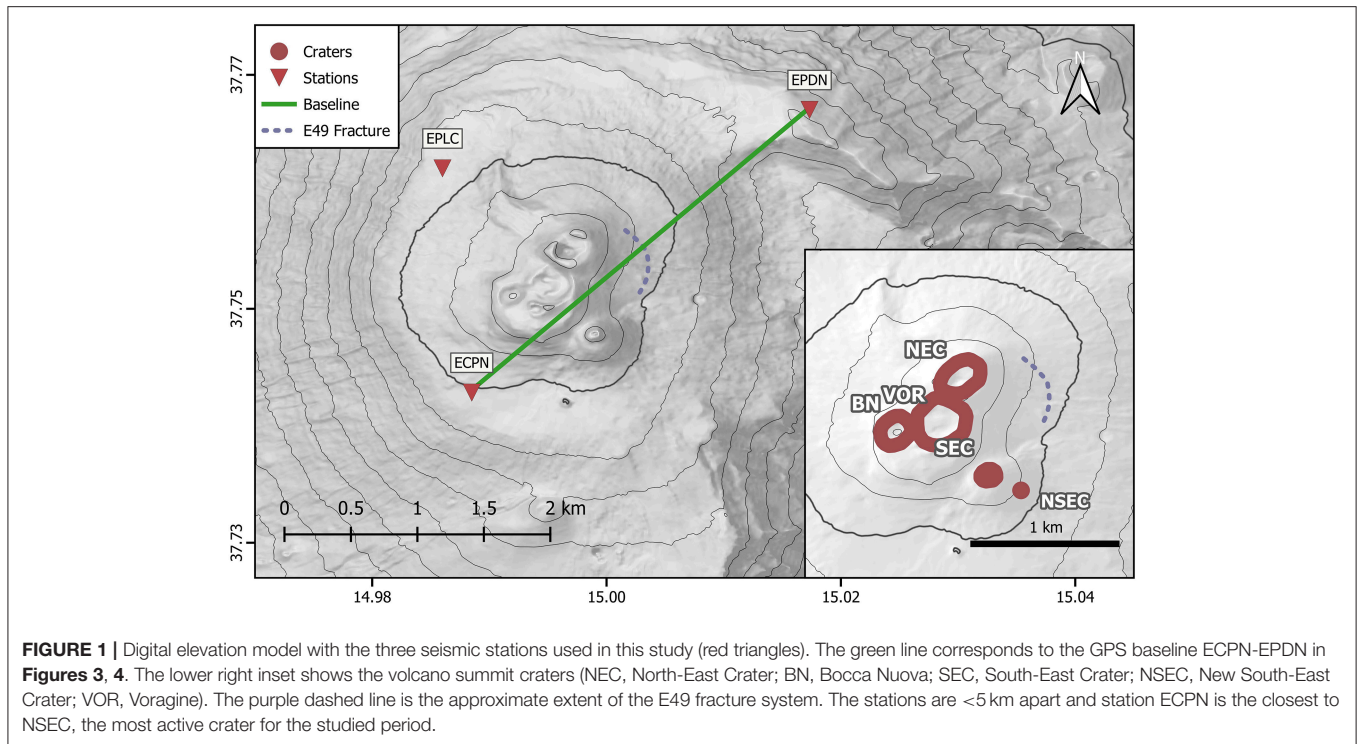 Craters
Stations
Baseline
E49 Fracture
N
EPDN
EPLC
ECPN
37.77
37.75
37.73
0 0.5 1 1.5 2 km
14.98 15.00 15.02 15.04
NEC
VOR
BN
SEC
NSEC
1 km
FIGURE 1 | Digital elevation model with the three seismic stations used in this study (red triangles). The green line corresponds to the GPS baseline ECPN-EPDN in
Figures 3, 4. The lower right inset shows the volcano summit craters (NEC, North-East Crater; BN, Bocca Nuova; SEC, South-East Crater; NSEC, New South-East
Crater; VOR, Voragine). The purple dashed line is the approximate extent of the E49 fracture system. The stations are <5 km apart and station ECPN is the closest to
NSEC, the most active crater for the studied period.